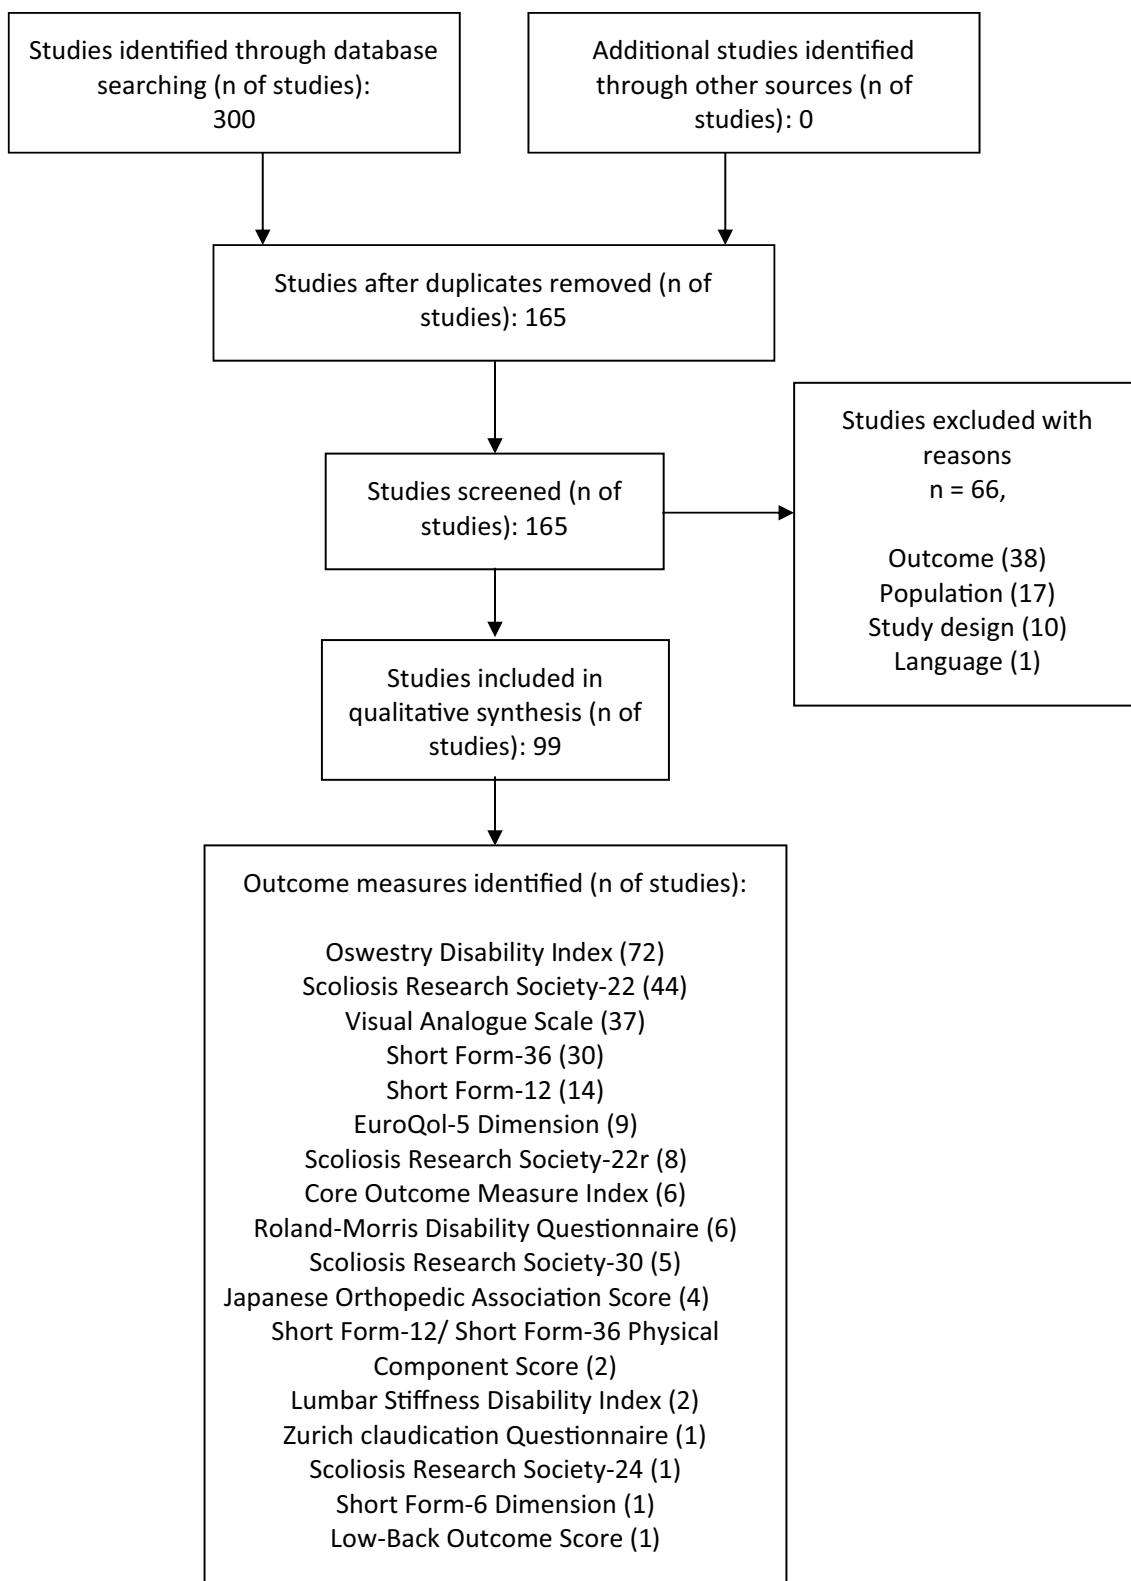 Studies identified through database
searching (n of studies):
300
Additional studies identified
through other sources (n of
studies): 0
Studies after duplicates removed (n of
studies): 165
Studies screened (n of
studies): 165
Studies excluded with
reasons
n = 66,
Outcome (38)
Population (17)
Study design (10)
Language (1)
Studies included in
qualitative synthesis (n of
studies): 99
Outcome measures identified (n of studies):
Oswestry Disability Index (72)
Scoliosis Research Society-22 (44)
Visual Analogue Scale (37)
Short Form-36 (30)
Short Form-12 (14)
EuroQol-5 Dimension (9)
Scoliosis Research Society-22r (8)
Core Outcome Measure Index (6)
Roland-Morris Disability Questionnaire (6)
Scoliosis Research Society-30 (5)
Japanese Orthopedic Association Score (4)
Short Form-12/ Short Form-36 Physical
Component Score (2)
Lumbar Stiffness Disability Index (2)
Zurich claudication Questionnaire (1)
Scoliosis Research Society-24 (1)
Short Form-6 Dimension (1)
Low-Back Outcome Score (1)